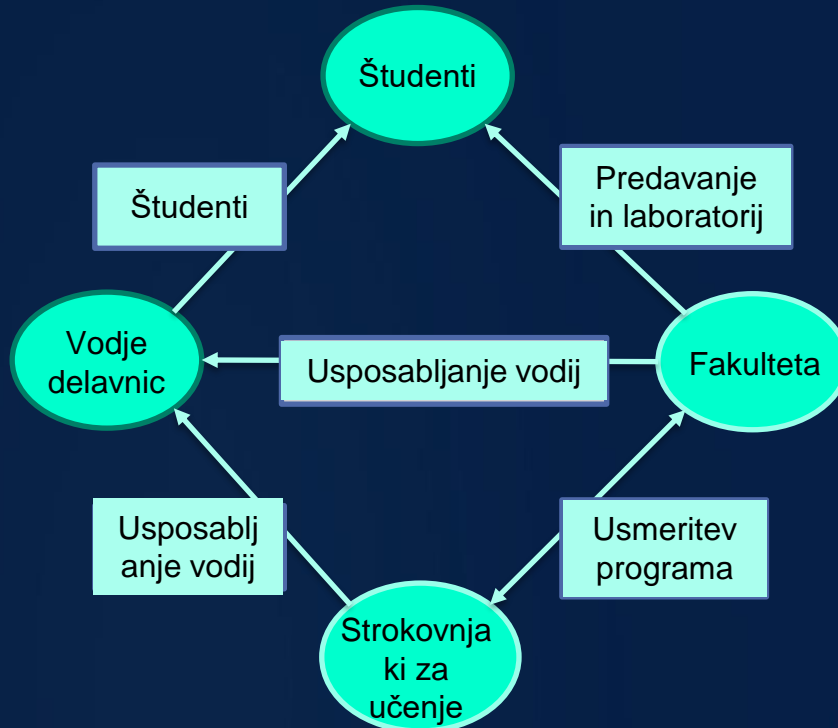 Študenti
Študenti
Predavanje
in laboratorij
Vodje
delavnic
Usposabljanje vodij
Fakulteta
Usposablj
anje vodij
Usmeritev
programa
Strokovnja
ki za
učenje